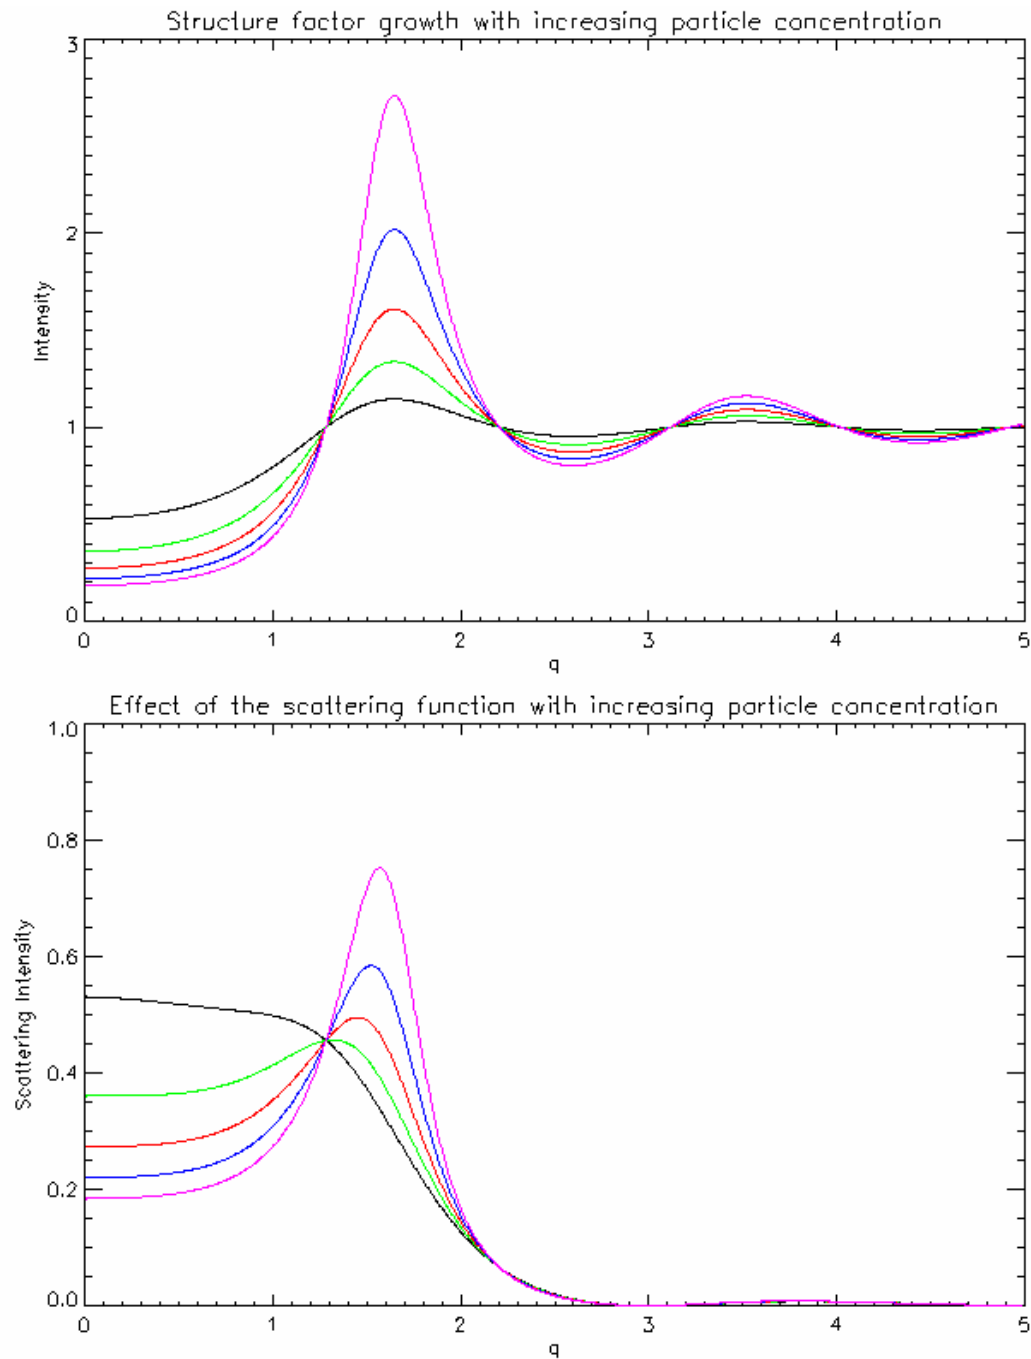 Structure factor growth with increasing particle concentration
3
2
1
0
Intensity
0 1 2 3 4 5
q
Effect of the scattering function with increasing particle concentration
1.0
0.8
0.6
0.4
0.2
0.0
Scattering Intensity
0 1 2 3 4 5
q